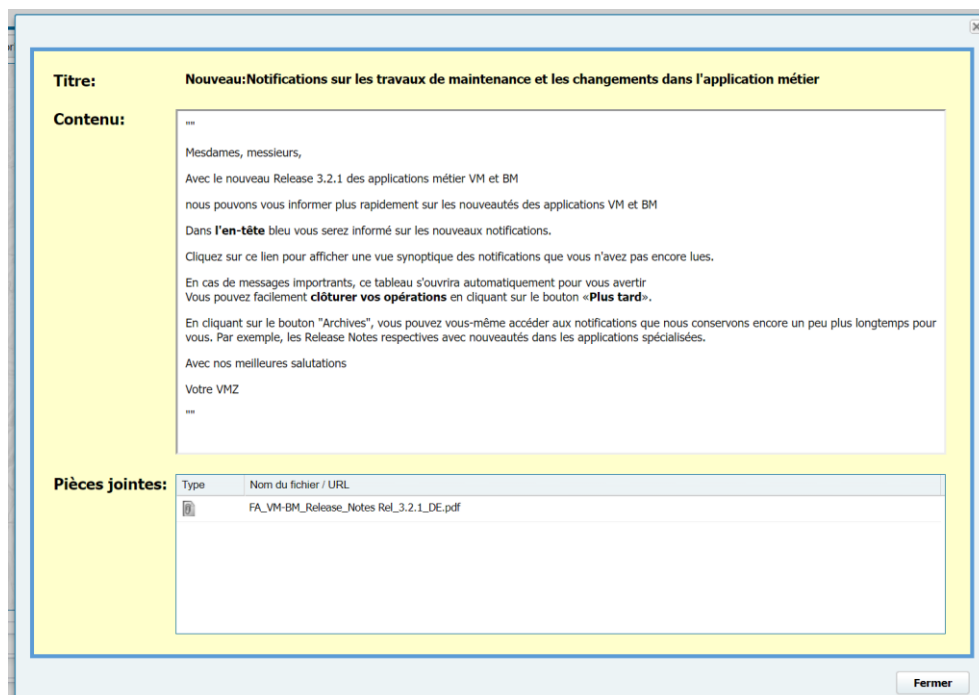 Titre:
Nouveau:Notifications sur les travaux de maintenance et les changements dans l'application métier
Contenu:
""
Mesdames, messieurs,
Avec le nouveau Release 3.2.1 des applications métier VM et BM
nous pouvons vous informer plus rapidement sur les nouveautés des applications VM et BM
Dans l'en-tête bleu vous serez informé sur les nouveaux notifications.
Cliquez sur ce lien pour afficher une vue synoptique des notifications que vous n'avez pas encore lues.
En cas de messages importrants, ce tableau s'ouvrira automatiquement pour vous avertir
Vous pouvez facilement clôturer vos opérations en cliquant sur le bouton «Plus tard».
En cliquant sur le bouton "Archives", vous pouvez vous-même accéder aux notifications que nous conservons encore un peu plus longtemps pour
vous. Par exemple, les Release Notes respectives avec nouveautés dans les applications spécialisées.
Avec nos meilleures salutations
Votre VMZ
""
Pièces jointes:
Type Nom du fichier / URL
FA_VM-BM_Release_Notes Rel_3.2.1_DE.pdf
Fermer